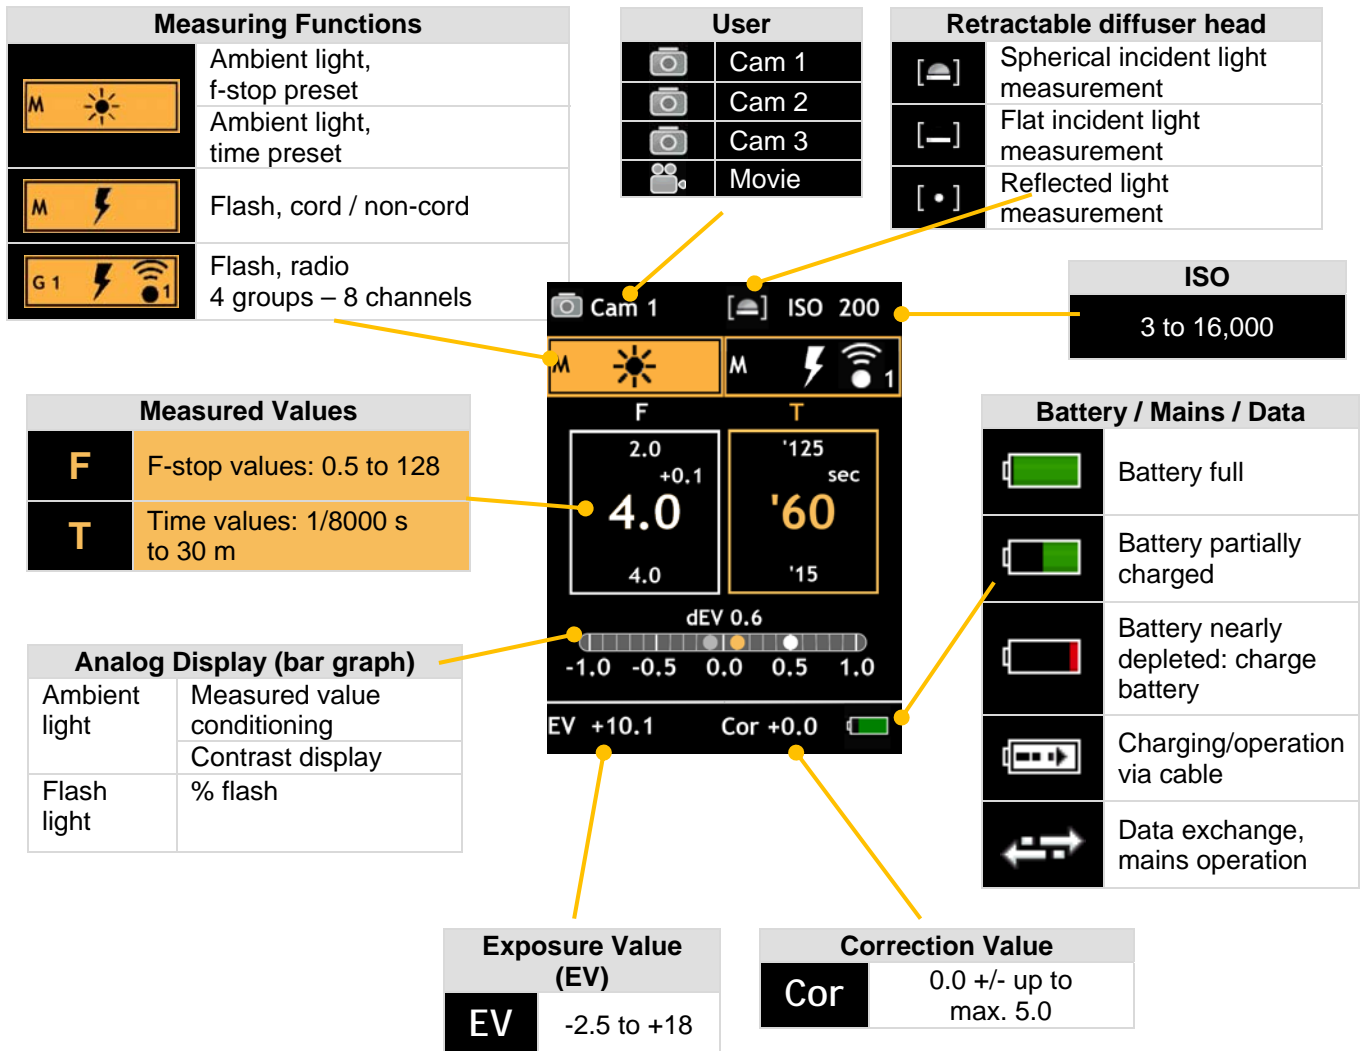 Measuring Functions
M
Ambient light,
f-stop preset
Ambient light,
time preset
M
Flash, cord / non-cord
G 1
1
Flash, radio
4 groups – 8 channels
User
Cam 1
Cam 2
Cam 3
Movie
Retractable diffuser head
Spherical incident light
measurement
Flat incident light
measurement
Reflected light
measurement
ISO
3 to 16,000
Cam 1
ISO 200
M
M
1
F
T
2.0
+0.1
4.0
4.0
'125
sec
'60
'15
dEV 0.6
-1.0 -0.5 0.0 0.5 1.0
EV +10.1
Cor +0.0
Measured Values
F
F-stop values: 0.5 to 128
T
Time values: 1/8000 s
to 30 m
Analog Display (bar graph)
Ambient
light
Measured value
conditioning
Contrast display
Flash
light
% flash
Battery / Mains / Data
Battery full
Battery partially
charged
Battery nearly
depleted: charge
battery
Charging/operation
via cable
Data exchange,
mains operation
Exposure Value
(EV)
EV
-2.5 to +18
Correction Value
Cor
0.0 +/- up to
max. 5.0